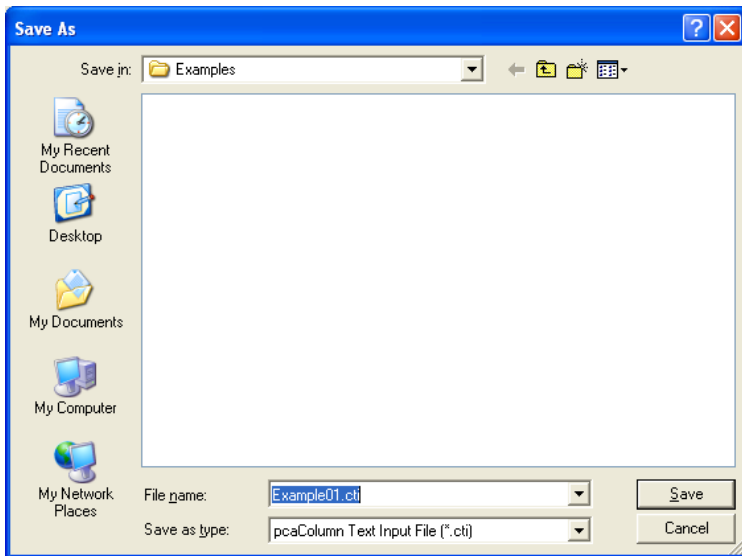 Save As
Save in: Examples
My Recent
Documents
Desktop
My Documents
My Computer
My Network
Places
File name: Example01.cti Save
Save as type: pcaColumn Text Input File (*.cti) Cancel